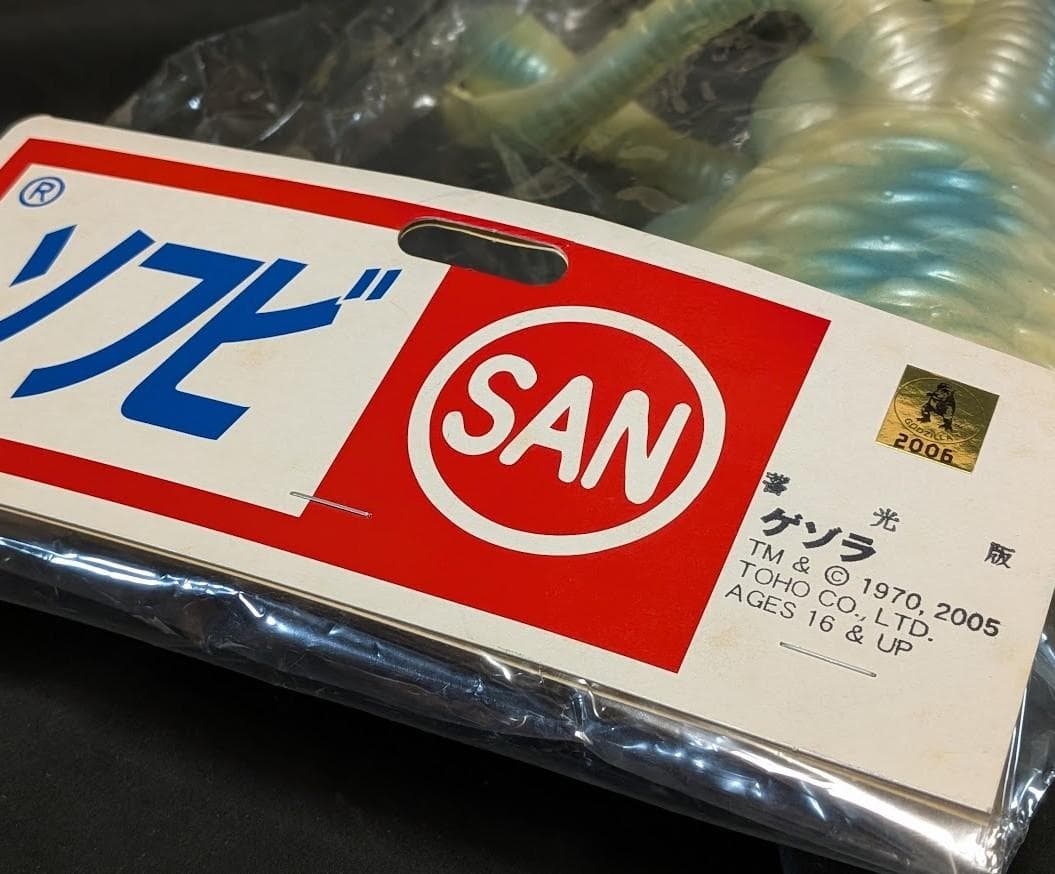 ®
ソフビ
SAN
GODZILLA
2006
蓄光版
ゲゾラ
TM & © 1970, 2005
TOHO CO., LTD.
AGES 16 & UP